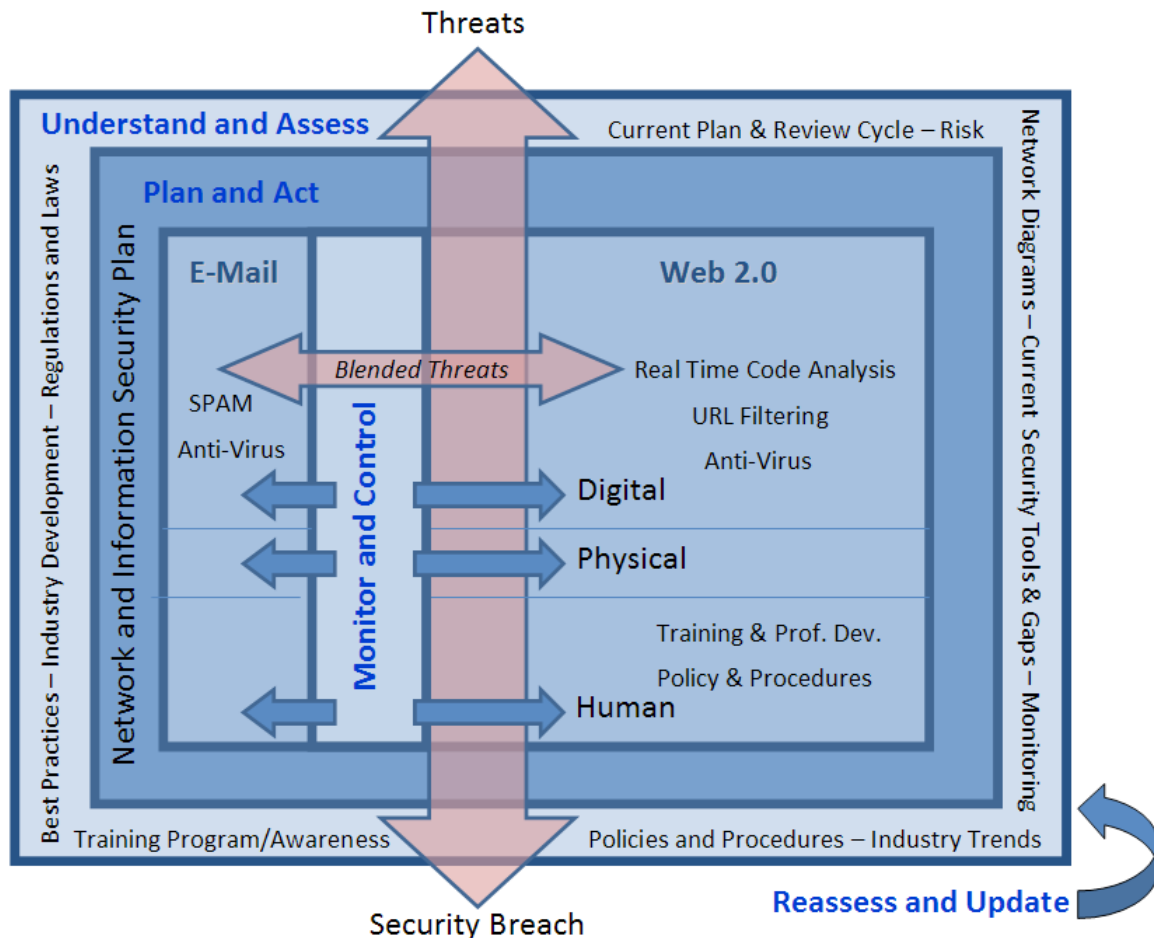 Threats
Understand and Assess
Current Plan & Review Cycle – Risk
Best Practices – Industry Development – Regulations and Laws
Network Diagrams – Current Security Tools & Gaps – Monitoring
Plan and Act
Network and Information Security Plan
E-Mail
Web 2.0
Blended Threats
Real Time Code Analysis
SPAM
URL Filtering
Anti-Virus
Anti-Virus
Monitor and Control
Digital
Physical
Training & Prof. Dev.
Policy & Procedures
Human
Training Program/Awareness
Policies and Procedures – Industry Trends
Reassess and Update
Security Breach